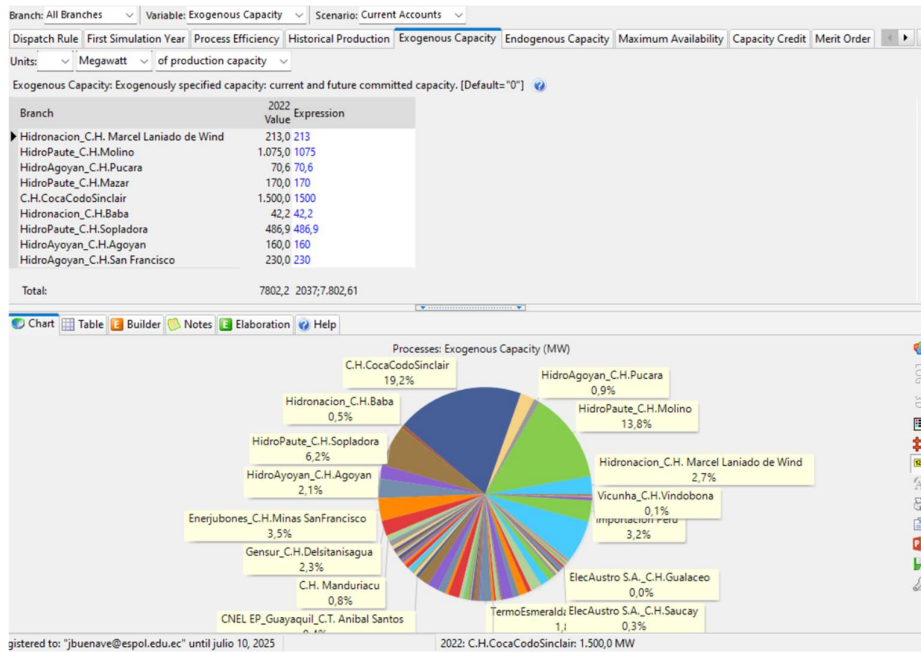 Branch: All Branches Variable: Exogenous Capacity Scenario: Current Accounts
Dispatch Rule First Simulation Year Process Efficiency Historical Production Exogenous Capacity Endogenous Capacity Maximum Availability Capacity Credit Merit Order
Units: Megawatt of production capacity
Exogenous Capacity: Exogenously specified capacity: current and future committed capacity. [Default="0"]
Branch 2022 Value Expression
Hidronacion_C.H. Marcel Laniado de Wind 213,0 213
HidroPaute_C.H.Molino 1.075,0 1075
HidroAgoyan_C.H.Pucara 70,6 70,6
HidroPaute_C.H.Mazar 170,0 170
C.H.CocaCodoSinclair 1.500,0 1500
Hidronacion_C.H.Baba 42,2 42,2
HidroPaute_C.H.Sopladora 486,9 486,9
HidroAyoyan_C.H.Agoyan 160,0 160
HidroAgoyan_C.H.San Francisco 230,0 230
Total: 7802,2 2037;7.802,61
Chart Table Builder Notes Elaboration Help
Processes: Exogenous Capacity (MW)
C.H.CocaCodoSinclair
19,2%
HidroAgoyan_C.H.Pucara
0,9%
Hidronacion_C.H.Baba
0,5%
HidroPaute_C.H.Molino
13,8%
HidroPaute_C.H.Sopladora
6,2%
Hidronacion_C.H. Marcel Laniado de Wind
2,7%
HidroAyoyan_C.H.Agoyan
2,1%
Vicunha_C.H.Vindobona
0,1%
Importacion Peru
3,2%
Enerjubones_C.H.Minas SanFrancisco
3,5%
Gensur_C.H.Delsitanisagua
2,3%
ElecAustro S.A._C.H.Gualaceo
0,0%
C.H. Manduriacu
0,8%
TermoEsmeralda
ElecAustro S.A._C.H.Saucay
0,3%
CNEL EP_Guayaquil_C.T. Anibal Santos
gistered to: "jbuenave@espol.edu.ec" until julio 10, 2025 2022: C.H.CocaCodoSinclair: 1.500,0 MW